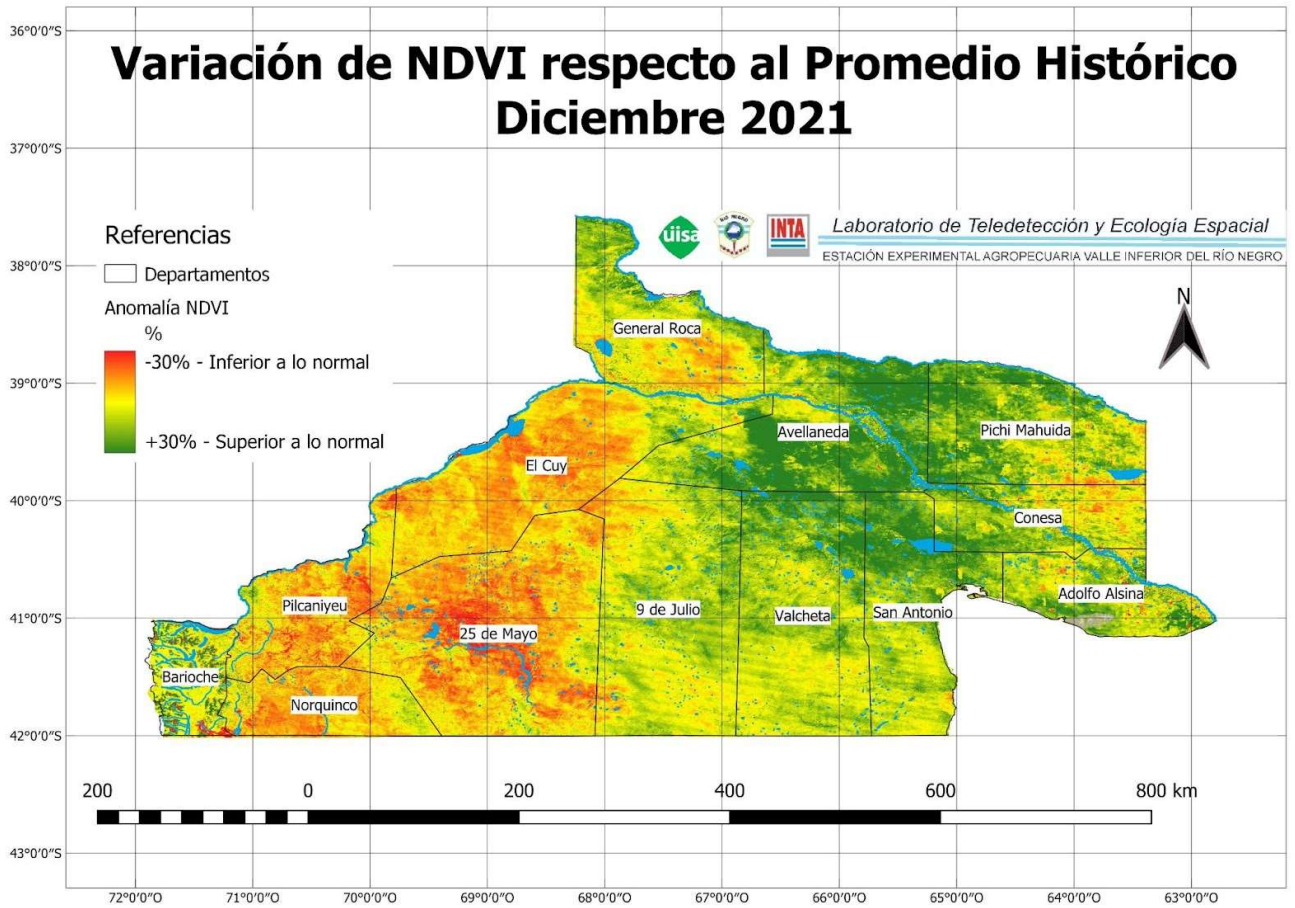 Variación de NDVI respecto al Promedio Histórico
Diciembre 2021
36°0'0"S
37°0'0"S
38°0'0"S
39°0'0"S
40°0'0"S
41°0'0"S
42°0'0"S
43°0'0"S
Referencias
Departamentos
Anomalía NDVI
%
-30% - Inferior a lo normal
+30% - Superior a lo normal
üisa
RIO NEGRO
INTA
Laboratorio de Teledetección y Ecología Espacial
ESTACIÓN EXPERIMENTAL AGROPECUARIA VALLE INFERIOR DEL RÍO NEGRO
N
General Roca
Avellaneda
Pichi Mahuida
El Cuy
Conesa
Adolfo Alsina
Pilcaniyeu
9 de Julio
Valcheta
San Antonio
25 de Mayo
Barioche
Norquinco
200 0 200 400 600 800 km
72°0'0"O 71°0'0"O 70°0'0"O 69°0'0"O 68°0'0"O 67°0'0"O 66°0'0"O 65°0'0"O 64°0'0"O 63°0'0"O